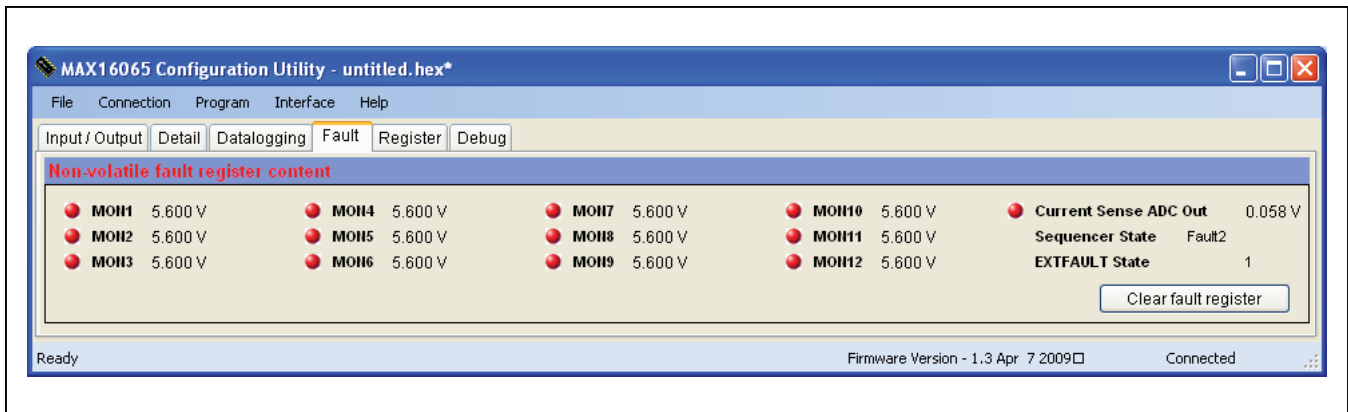 MAX16065 Configuration Utility - untitled.hex*
File Connection Program Interface Help
Input / Output Detail Datalogging Fault Register Debug
Non-volatile fault register content
MON1 5.600 V MON4 5.600 V MON7 5.600 V MON10 5.600 V Current Sense ADC Out 0.058 V
MON2 5.600 V MON5 5.600 V MON8 5.600 V MON11 5.600 V Sequencer State Fault2
MON3 5.600 V MON6 5.600 V MON9 5.600 V MON12 5.600 V EXTFAULT State 1
Clear fault register
Ready Firmware Version - 1.3 Apr 7 2009□ Connected